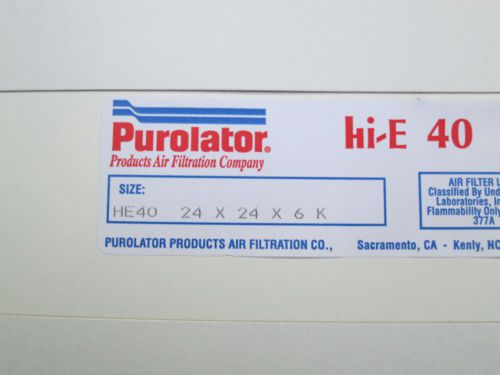 Purolator®
Products Air Filtration Company
hi-E 40
SIZE:
HE40 24 X 24 X 6 K
AIR FILTER
Classified By
Laboratories,
Flammability Only
377A
PUROLATOR PRODUCTS AIR FILTRATION CO., Sacramento, CA - Kenly, NC